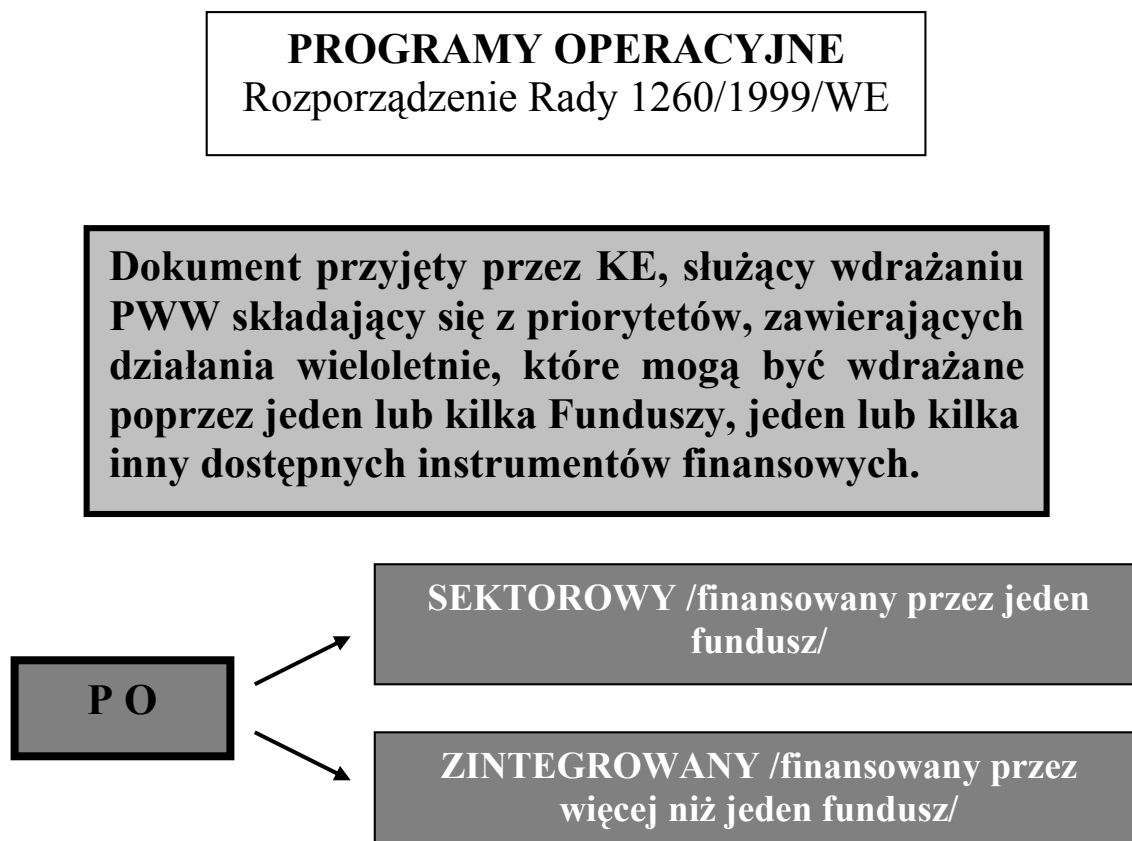 PROGRAMY OPERACYJNE
Rozporządzenie Rady 1260/1999/WE
Dokument przyjęty przez KE, służący wdrażaniu
PWW składający się z priorytetów, zawierających
działania wieloletnie, które mogą być wdrażane
poprzez jeden lub kilka Funduszy, jeden lub kilka
inny dostępnych instrumentów finansowych.
SEKTOROWY /finansowany przez jeden
fundusz/
P O
ZINTEGROWANY /finansowany przez
więcej niż jeden fundusz/